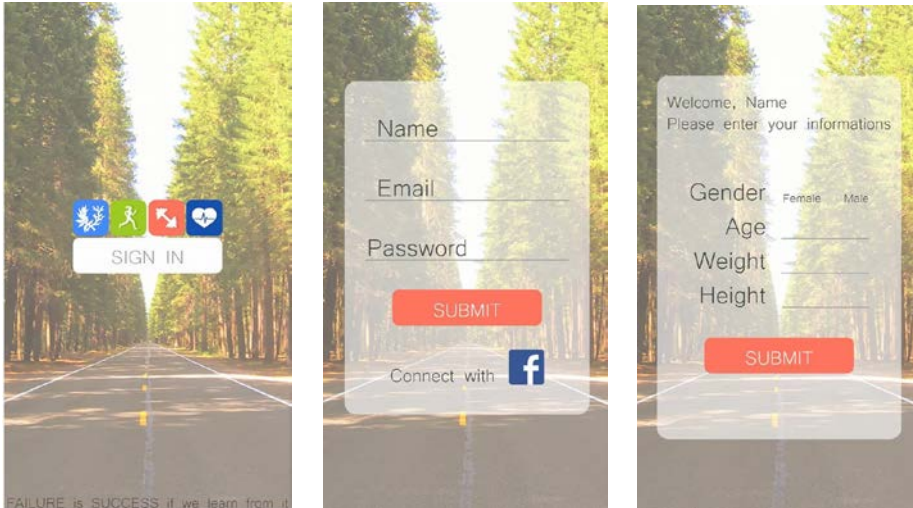 SIGN IN
FAILURE is SUCCESS if we learn from it
Name
Email
Password
SUBMIT
Connect with f
Welcome, Name
Please enter your informations
Gender Female Male
Age
Weight
Height
SUBMIT